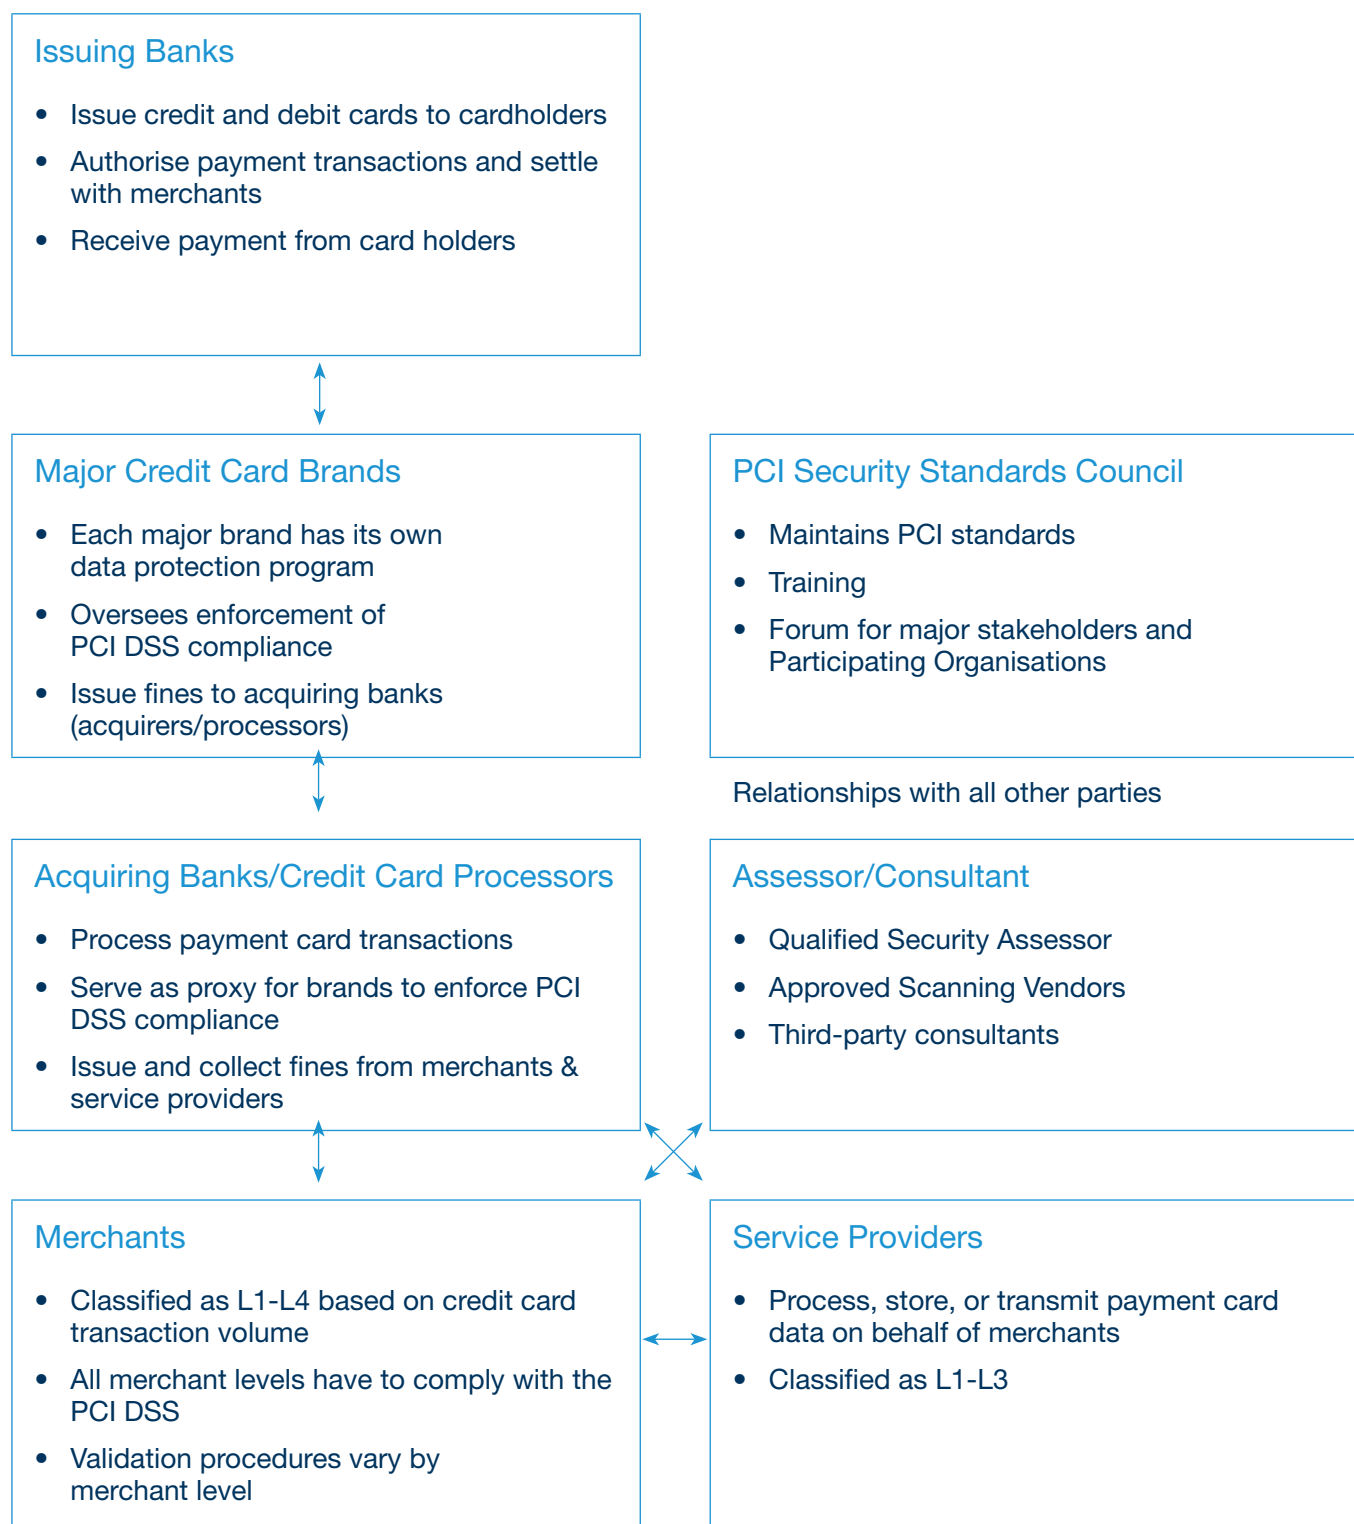 Issuing Banks
• Issue credit and debit cards to cardholders
• Authorise payment transactions and settle
with merchants
• Receive payment from card holders
Major Credit Card Brands
• Each major brand has its own
data protection program
• Oversees enforcement of
PCI DSS compliance
• Issue fines to acquiring banks
(acquirers/processors)
PCI Security Standards Council
• Maintains PCI standards
• Training
• Forum for major stakeholders and
Participating Organisations
Relationships with all other parties
Acquiring Banks/Credit Card Processors
• Process payment card transactions
• Serve as proxy for brands to enforce PCI
DSS compliance
• Issue and collect fines from merchants &
service providers
Assessor/Consultant
• Qualified Security Assessor
• Approved Scanning Vendors
• Third-party consultants
Merchants
• Classified as L1-L4 based on credit card
transaction volume
• All merchant levels have to comply with the
PCI DSS
• Validation procedures vary by
merchant level
Service Providers
• Process, store, or transmit payment card
data on behalf of merchants
• Classified as L1-L3